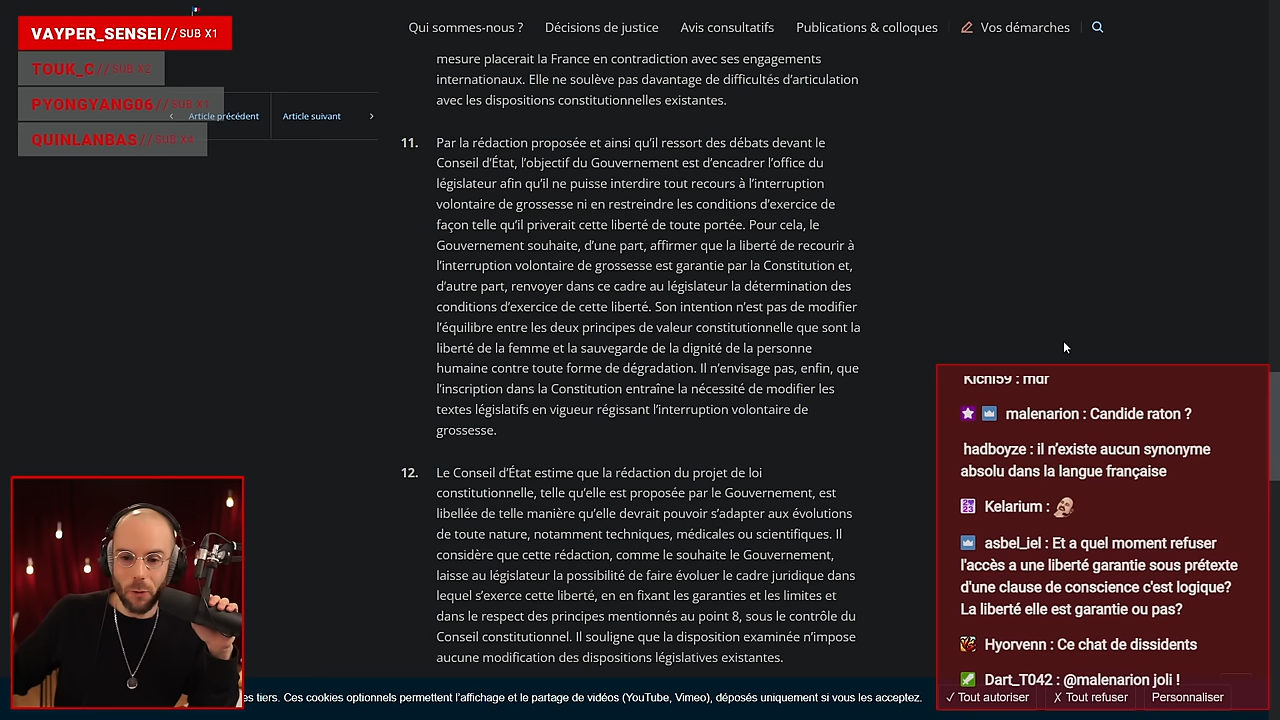 VAYPER_SENSEI // SUB X1
TOUK_C // SUB X2
PYONGYANG06 // SUB X1
QUINLANBAS // SUB X4
Article précédent
Article suivant
Qui sommes-nous ?
Décisions de justice
Avis consultatifs
Publications & colloques
Vos démarches
mesure placerait la France en contradiction avec ses engagements
internationaux. Elle ne soulève pas davantage de difficultés d’articulation
avec les dispositions constitutionnelles existantes.
11. Par la rédaction proposée et ainsi qu’il ressort des débats devant le
Conseil d’État, l’objectif du Gouvernement est d’encadrer l’office du
législateur afin qu’il ne puisse interdire tout recours à l’interruption
volontaire de grossesse ni en restreindre les conditions d’exercice de
façon telle qu’il priverait cette liberté de toute portée. Pour cela, le
Gouvernement souhaite, d’une part, affirmer que la liberté de recourir à
l’interruption volontaire de grossesse est garantie par la Constitution et,
d’autre part, renvoyer dans ce cadre au législateur la détermination des
conditions d’exercice de cette liberté. Son intention n’est pas de modifier
l’équilibre entre les deux principes de valeur constitutionnelle que sont la
liberté de la femme et la sauvegarde de la dignité de la personne
humaine contre toute forme de dégradation. Il n’envisage pas, enfin, que
l’inscription dans la Constitution entraîne la nécessité de modifier les
textes législatifs en vigueur régissant l’interruption volontaire de
grossesse.
12. Le Conseil d’État estime que la rédaction du projet de loi
constitutionnelle, telle qu’elle est proposée par le Gouvernement, est
libellée de telle manière qu’elle devrait pouvoir s’adapter aux évolutions
de toute nature, notamment techniques, médicales ou scientifiques. Il
considère que cette rédaction, comme le souhaite le Gouvernement,
laisse au législateur la possibilité de faire évoluer le cadre juridique dans
lequel s’exerce cette liberté, en en fixant les garanties et les limites et
dans le respect des principes mentionnés au point 8, sous le contrôle du
Conseil constitutionnel. Il souligne que la disposition examinée n’impose
aucune modification des dispositions législatives existantes.
Kichi59 : mdr
malenarion : Candide raton ?
hadboyze : il n’existe aucun synonyme
absolu dans la langue française
Kelarium :
asbel_iel : Et a quel moment refuser
l'accès a une liberté garantie sous prétexte
d'une clause de conscience c'est logique?
La liberté elle est garantie ou pas?
Hyorvenn : Ce chat de dissidents
Dart_T042 : @malenarion joli !
es tiers. Ces cookies optionnels permettent l’affichage et le partage de vidéos (YouTube, Vimeo), déposés uniquement si vous les acceptez.
✓ Tout autoriser
✗ Tout refuser
Personnaliser